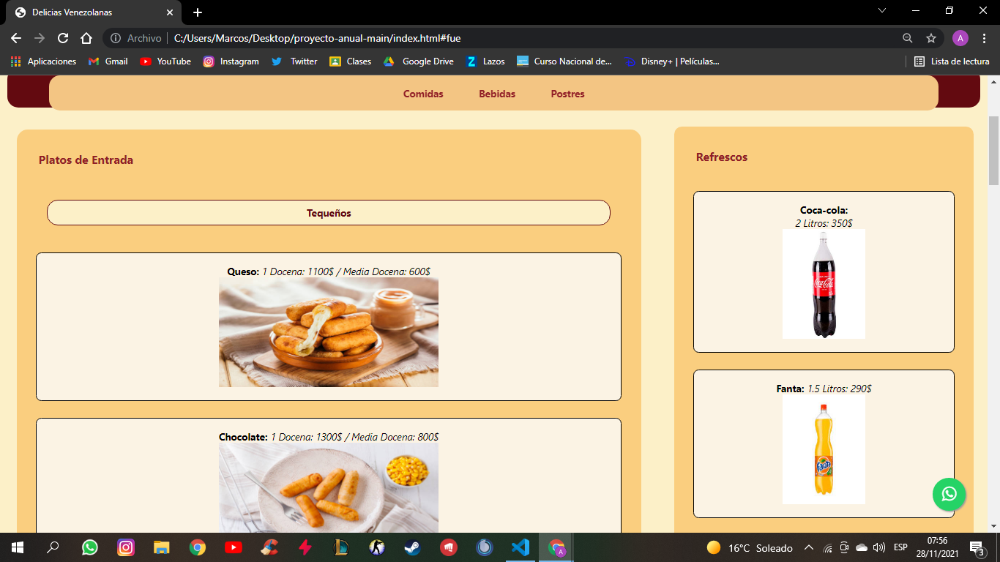 Delicias Venezolanas
Archivo
C:/Users/Marcos/Desktop/proyecto-anual-main/index.html#fue
A
Aplicaciones
Gmail
YouTube
Instagram
Twitter
Clases
Google Drive
Lazos
Curso Nacional de...
Disney+ | Películas...
Lista de lectura
Comidas
Bebidas
Postres
Platos de Entrada
Tequeños
Queso: 1 Docena: 1100$ / Media Docena: 600$
Chocolate: 1 Docena: 1300$ / Media Docena: 800$
Refrescos
Coca-cola:
2 Litros: 350$
Coca-Cola
Fanta: 1.5 Litros: 290$
Fanta
A
16°C Soleado
ESP
07:56
28/11/2021
3